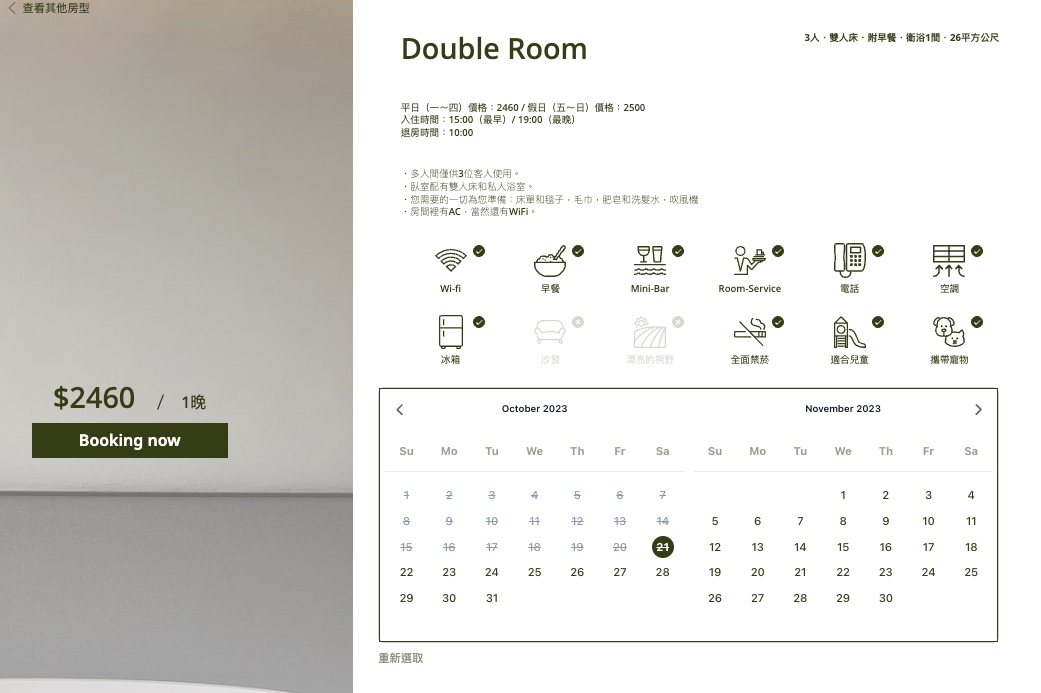 查看其他房型
Double Room
3人・雙人床・附早餐・衛浴1間・26平方公尺
平日（一～四）價格：2460 / 假日（五～日）價格：2500
入住時間：15:00（最早）/ 19:00（最晚）
退房時間：10:00
・多人間僅供3位客人使用。
・臥室配有雙人床和私人浴室。
・您需要的一切為您準備：床單和毯子，毛巾，肥皂和洗髮水，吹風機
・房間裡有AC，當然還有WiFi。
Wi-fi 早餐 Mini-Bar Room-Service 電話 空調
冰箱 沙發 漂亮的視野 全面禁菸 適合兒童 攜帶寵物
$2460 / 1晚
Booking now
October 2023
Su Mo Tu We Th Fr Sa
1 2 3 4 5 6 7
8 9 10 11 12 13 14
15 16 17 18 19 20 21
22 23 24 25 26 27 28
29 30 31
November 2023
Su Mo Tu We Th Fr Sa
1 2 3 4
5 6 7 8 9 10 11
12 13 14 15 16 17 18
19 20 21 22 23 24 25
26 27 28 29 30
重新選取